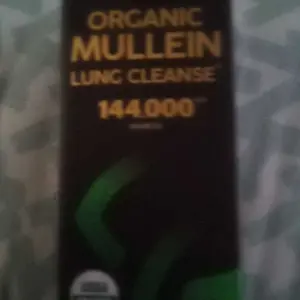 ORGANIC
MULLEIN
LUNG CLEANSE
144.000